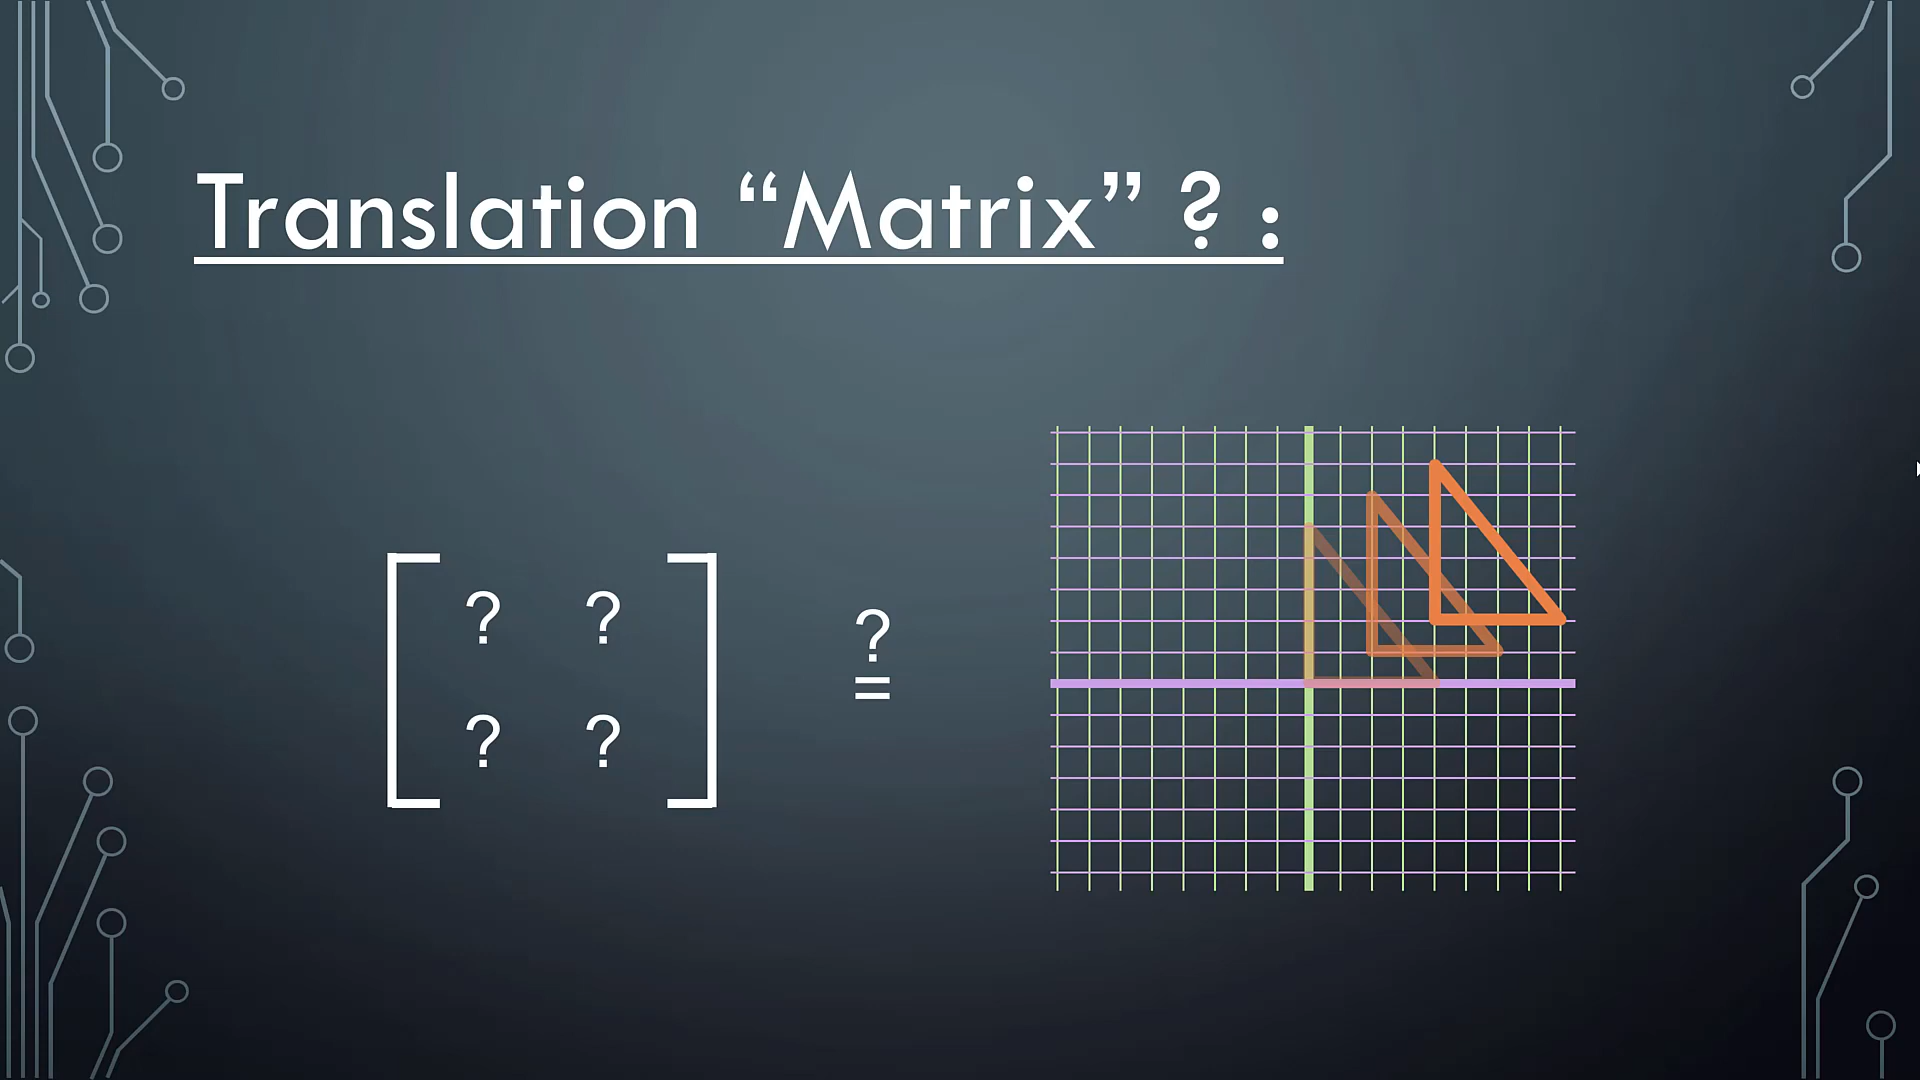 Translation “Matrix” ? :
? ?
?
=
? ?